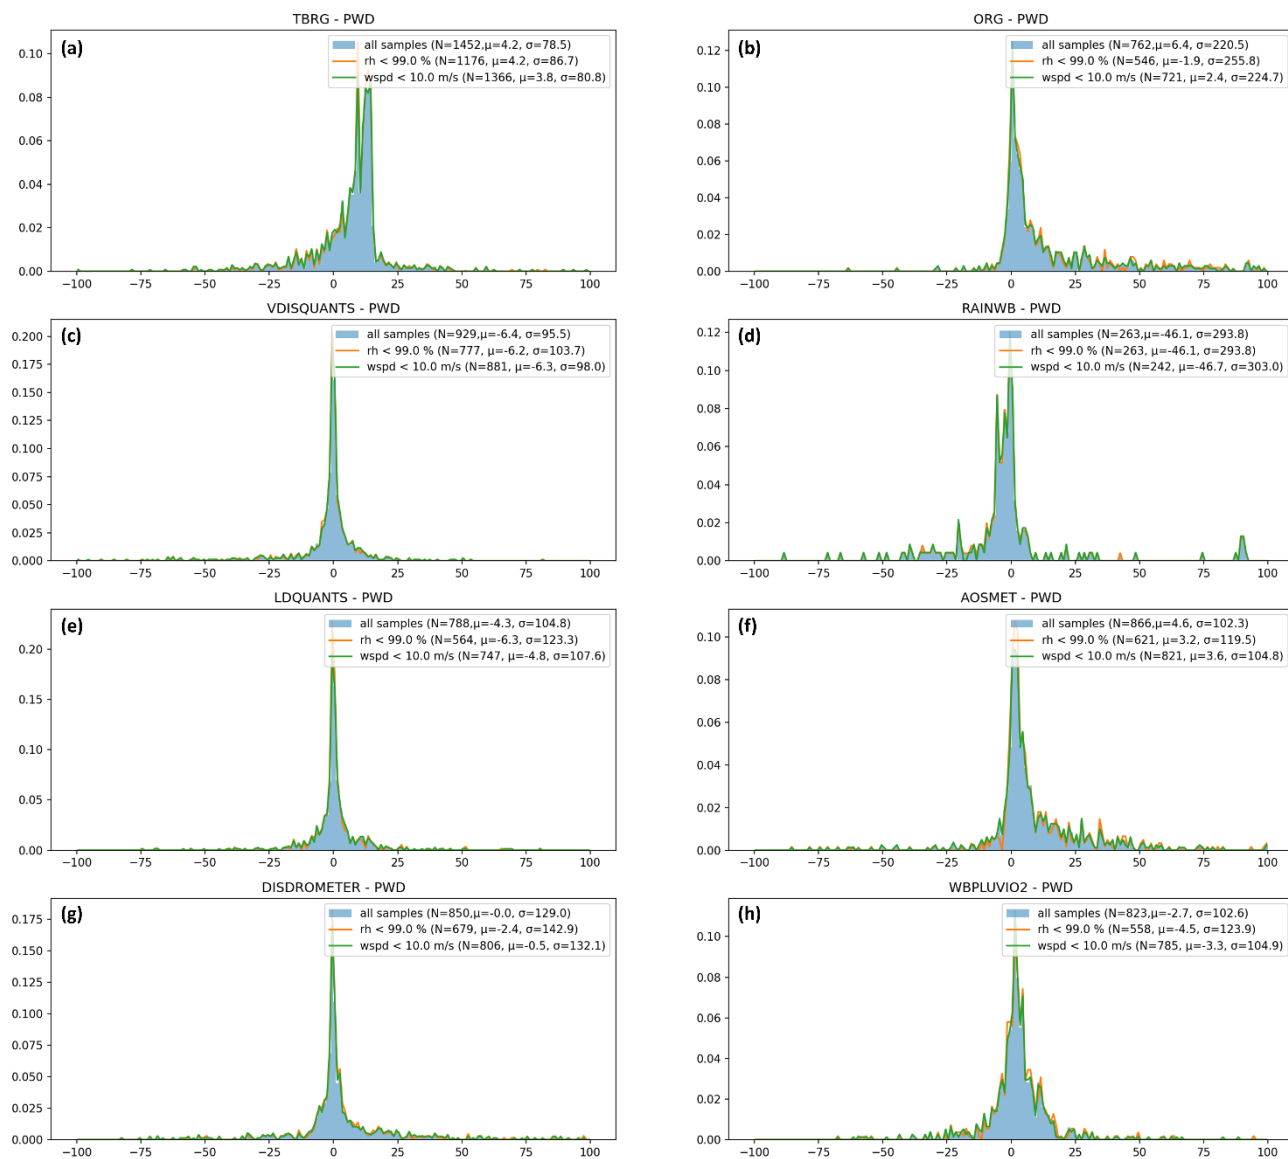 TBRG - PWD
(a)
all samples (N=1452,μ=4.2, σ=78.5)
rh < 99.0 % (N=1176, μ=4.2, σ=86.7)
wspd < 10.0 m/s (N=1366, μ=3.8, σ=80.8)
0.10
0.08
0.06
0.04
0.02
0.00
−100 −75 −50 −25 0 25 50 75 100
ORG - PWD
(b)
all samples (N=762,μ=6.4, σ=220.5)
rh < 99.0 % (N=546, μ=-1.9, σ=255.8)
wspd < 10.0 m/s (N=721, μ=2.4, σ=224.7)
0.12
0.10
0.08
0.06
0.04
0.02
0.00
−100 −75 −50 −25 0 25 50 75 100
VDISQUANTS - PWD
(c)
all samples (N=929,μ=-6.4, σ=95.5)
rh < 99.0 % (N=777, μ=-6.2, σ=103.7)
wspd < 10.0 m/s (N=881, μ=-6.3, σ=98.0)
0.200
0.175
0.150
0.125
0.100
0.075
0.050
0.025
0.000
−100 −75 −50 −25 0 25 50 75 100
RAINWB - PWD
(d)
all samples (N=263,μ=-46.1, σ=293.8)
rh < 99.0 % (N=263, μ=-46.1, σ=293.8)
wspd < 10.0 m/s (N=242, μ=-46.7, σ=303.0)
0.12
0.10
0.08
0.06
0.04
0.02
0.00
−100 −75 −50 −25 0 25 50 75 100
LDQUANTS - PWD
(e)
all samples (N=788,μ=-4.3, σ=104.8)
rh < 99.0 % (N=564, μ=-6.3, σ=123.3)
wspd < 10.0 m/s (N=747, μ=-4.8, σ=107.6)
0.20
0.15
0.10
0.05
0.00
−100 −75 −50 −25 0 25 50 75 100
AOSMET - PWD
(f)
all samples (N=866,μ=4.6, σ=102.3)
rh < 99.0 % (N=621, μ=3.2, σ=119.5)
wspd < 10.0 m/s (N=821, μ=3.6, σ=104.8)
0.10
0.08
0.06
0.04
0.02
0.00
−100 −75 −50 −25 0 25 50 75 100
DISDROMETER - PWD
(g)
all samples (N=850,μ=-0.0, σ=129.0)
rh < 99.0 % (N=679, μ=-2.4, σ=142.9)
wspd < 10.0 m/s (N=806, μ=-0.5, σ=132.1)
0.175
0.150
0.125
0.100
0.075
0.050
0.025
0.000
−100 −75 −50 −25 0 25 50 75 100
WBPLUVIO2 - PWD
(h)
all samples (N=823,μ=-2.7, σ=102.6)
rh < 99.0 % (N=558, μ=-4.5, σ=123.9)
wspd < 10.0 m/s (N=785, μ=-3.3, σ=104.9)
0.10
0.08
0.06
0.04
0.02
0.00
−100 −75 −50 −25 0 25 50 75 100